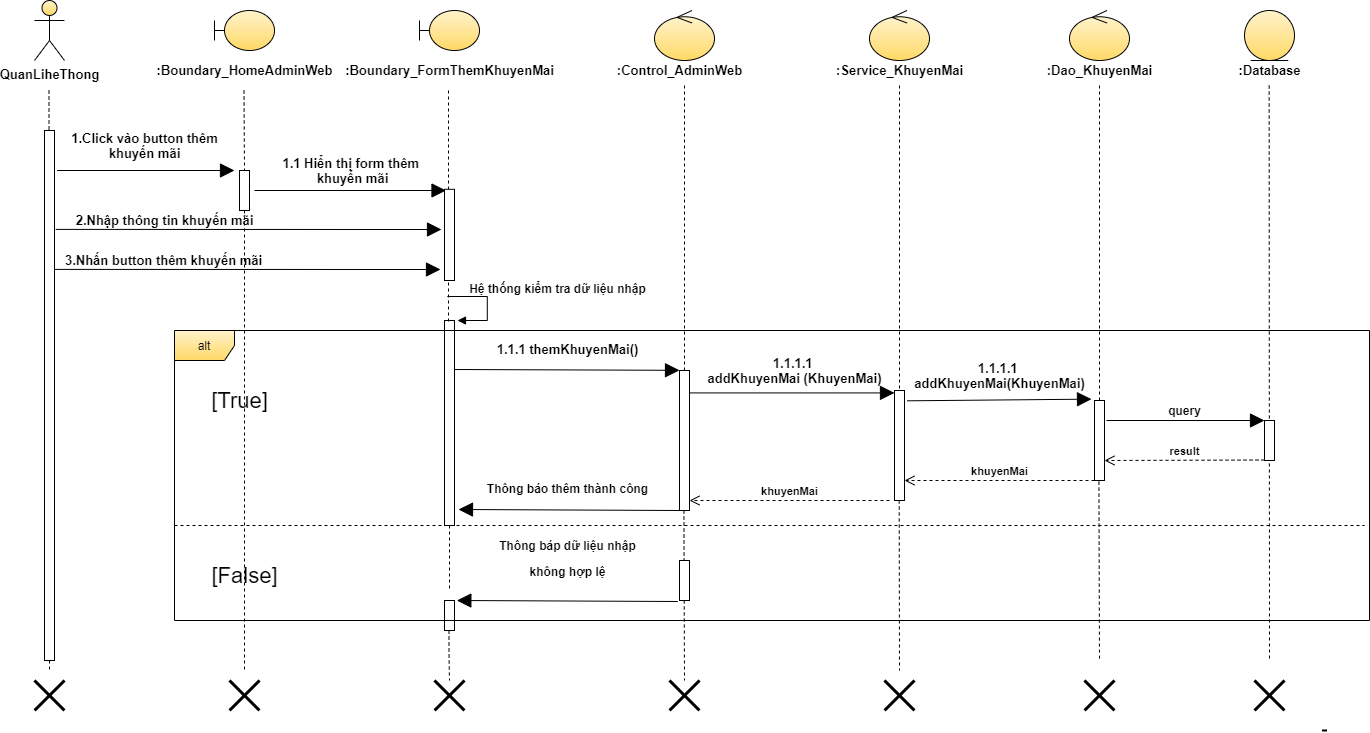 QuanLiheThong
:Boundary_HomeAdminWeb
:Boundary_FormThemKhuyenMai
:Control_AdminWeb
:Service_KhuyenMai
:Dao_KhuyenMai
:Database
1.Click vào button thêm
khuyến mãi
1.1 Hiển thị form thêm
khuyến mãi
2.Nhập thông tin khuyến mãi
3.Nhấn button thêm khuyến mãi
Hệ thống kiểm tra dữ liệu nhập
alt
[True]
1.1.1 themKhuyenMai()
1.1.1.1
addKhuyenMai (KhuyenMai)
1.1.1.1
addKhuyenMai(KhuyenMai)
query
result
khuyenMai
khuyenMai
Thông báo thêm thành công
[False]
Thông báp dữ liệu nhập
không hợp lệ
-